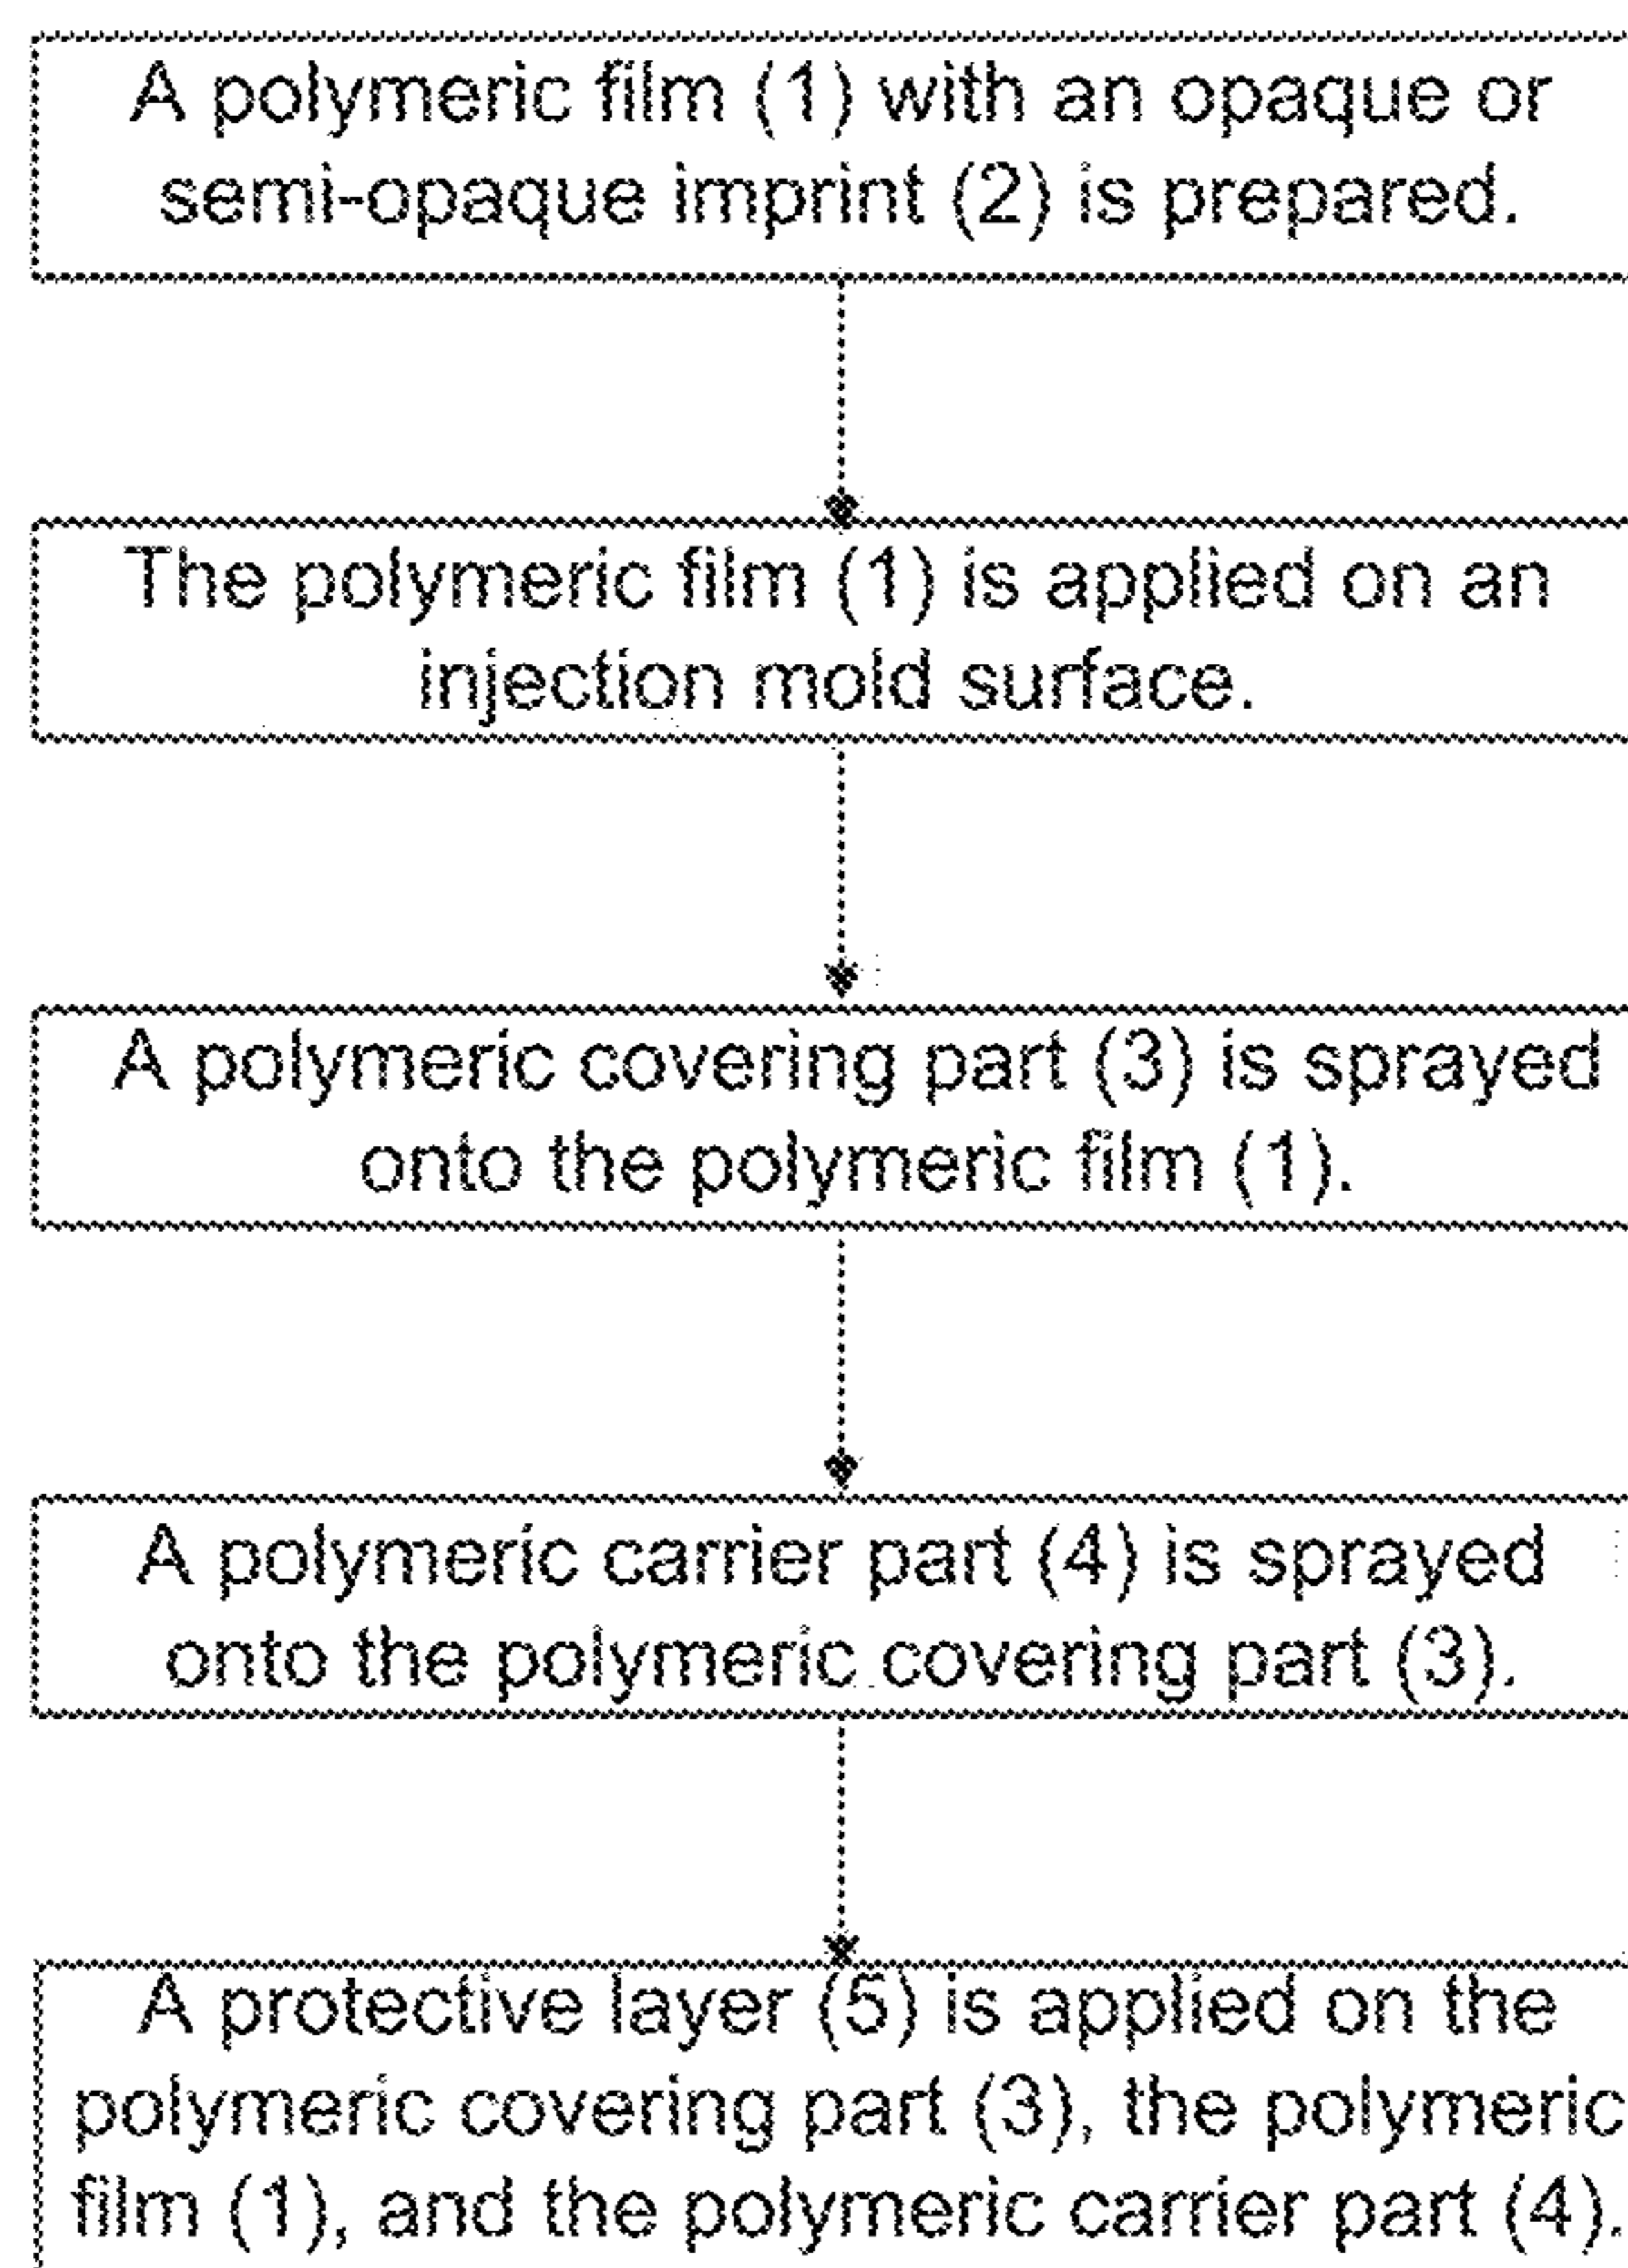 A polymeric film (1) with an opaque or
semi-opaque imprint (2) is prepared.
The polymeric film (1) is applied on an
injection mold surface.
A polymeric covering part (3) is sprayed
onto the polymeric film (1).
A polymeric carrier part (4) is sprayed
onto the polymeric covering part (3).
A protective layer (5) is applied on the
polymeric covering part (3), the polymeric
film (1), and the polymeric carrier part (4).